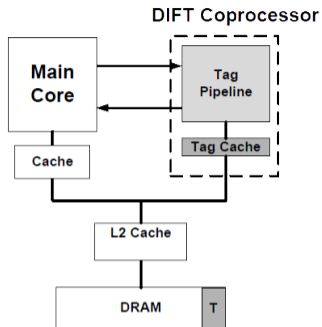 DIFT Coprocessor
Main
Core
Tag
Pipeline
Tag Cache
Cache
L2 Cache
DRAM
T